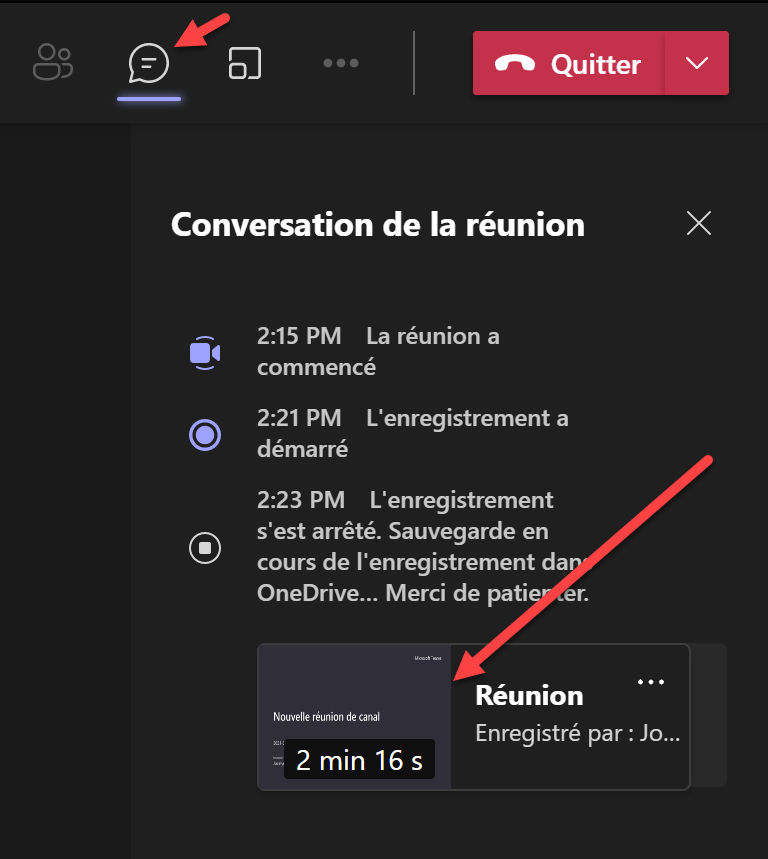 Quitter
Conversation de la réunion
2:15 PM La réunion a
commencé
2:21 PM L'enregistrement a
démarré
2:23 PM L'enregistrement
s'est arrêté. Sauvegarde en
cours de l'enregistrement dans
OneDrive... Merci de patienter.
Microsoft Teams
Nouvelle réunion de canal
2 min 16 s
Réunion
Enregistré par : Jo...